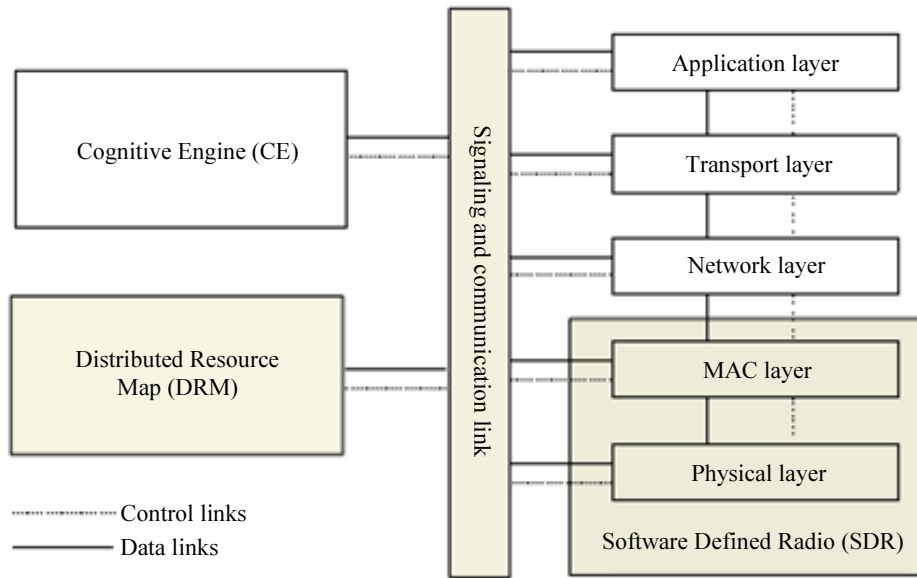 Cognitive Engine (CE)
Distributed Resource
Map (DRM)
Control links
Data links
Signaling and communication link
Application layer
Transport layer
Network layer
MAC layer
Physical layer
Software Defined Radio (SDR)